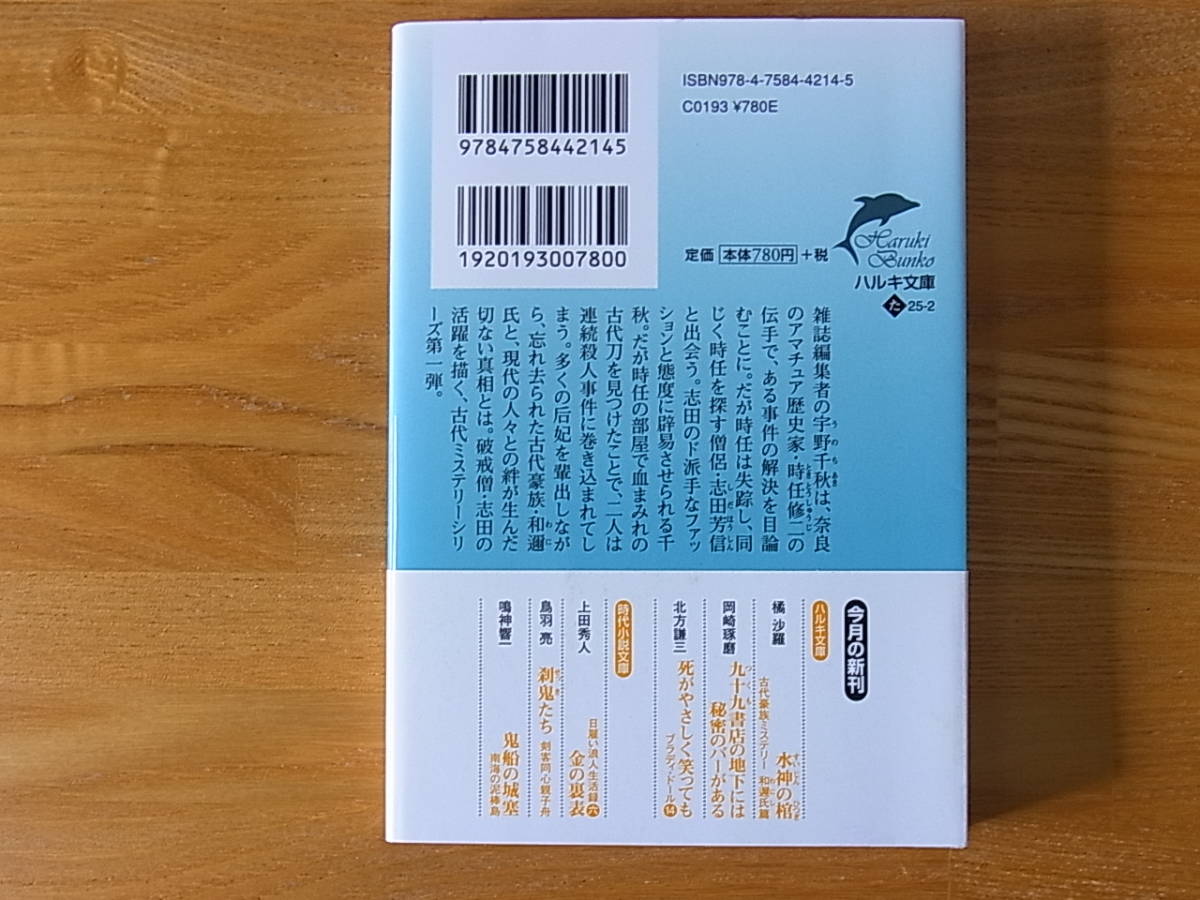 ISBN978-4-7584-4214-5
C0193 ¥780E
9784758442145
1920193007800
定価 本体780円 +税
Haruki
Bunko
ハルキ文庫
た 25-2
雑誌編集者の宇野千秋は、奈良
のアマチュア歴史家・時任修二の
伝手で、ある事件の解決を目論
むことに。だが時任は失踪し、同
じく時任を探す僧侶・志田芳信
と出会う。志田のド派手なファッ
ションと態度に辟易させられる千
秋。だが時任の部屋で血まみれの
古代刀を見つけたことで、二人は
連続殺人事件に巻き込まれてし
まう。多くの后妃を輩出しなが
ら、忘れ去られた古代豪族・和邇
氏と、現代の人々との絆が生んだ
切ない真相とは。破戒僧・志田の
活躍を描く、古代ミステリーシリ
ーズ第一弾。
今月の新刊
ハルキ文庫
橘 沙羅
水神の棺
古代豪族ミステリー 和邇氏篇
岡崎琢磨
九十九書店の地下には
秘密のバーがある
北方謙三
死がやさしく笑っても
ブラディ・ドール14
時代小説文庫
上田秀人
日雇い浪人生活録 六
金の裏表
鳥羽 亮
刹鬼たち 剣客同心親子舟
鳴神響一
鬼船の城塞
南海の泥棒島